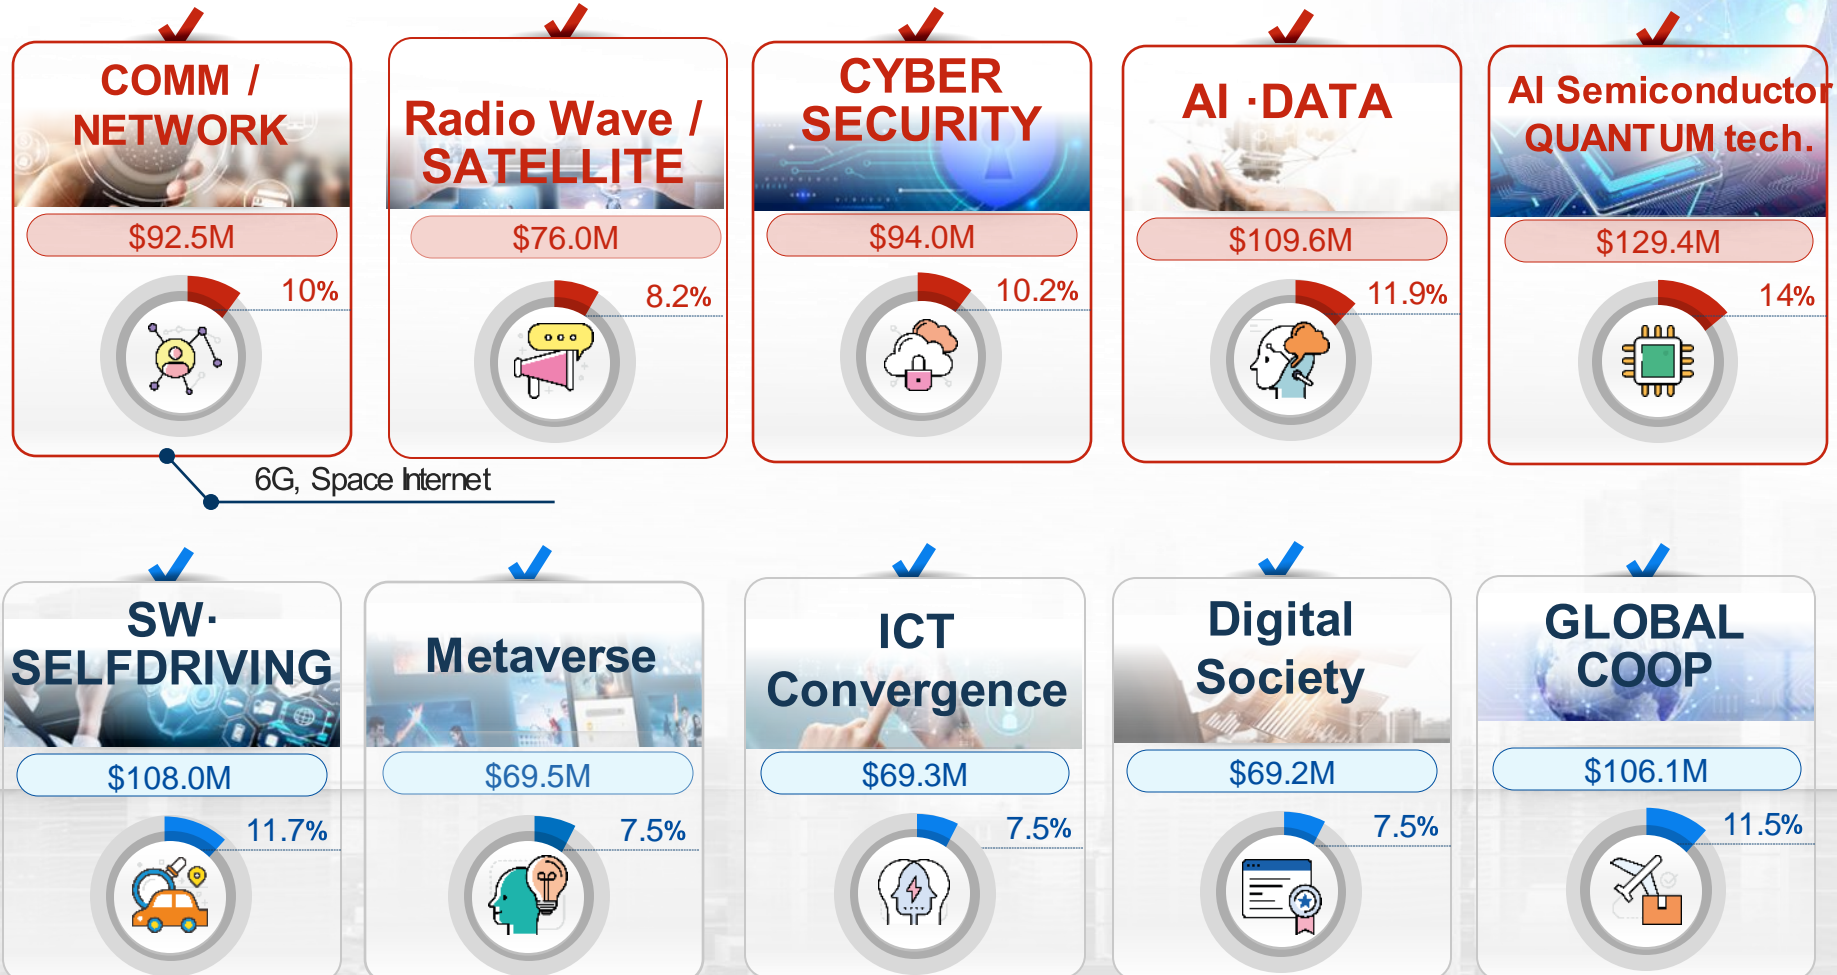 COMM /
NETWORK
$92.5M
10%
Radio Wave /
SATELLITE
$76.0M
8.2%
CYBER
SECURITY
$94.0M
10.2%
AI ·DATA
$109.6M
11.9%
AI Semiconductor
QUANTUM tech.
$129.4M
14%
6G, Space Internet
SW·
SELFDRIVING
$108.0M
11.7%
Metaverse
$69.5M
7.5%
ICT
Convergence
$69.3M
7.5%
Digital
Society
$69.2M
7.5%
GLOBAL
COOP
$106.1M
11.5%